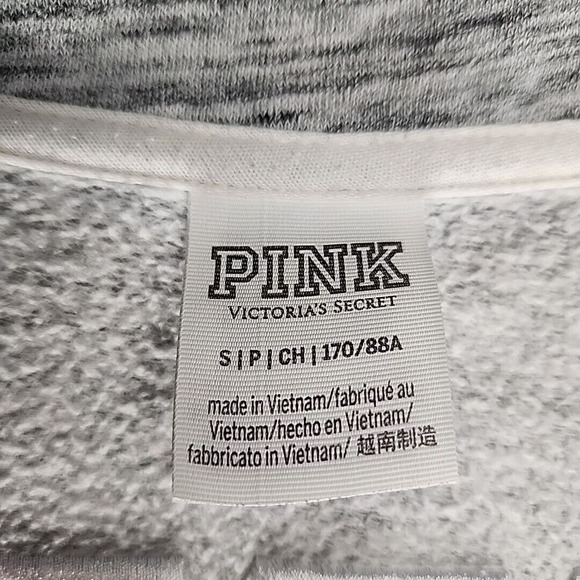 PINK
VICTORIA'S SECRET
S|P|CH|170/88A
made in Vietnam/fabriqué au
Vietnam/hecho en Vietnam/
fabbricato in Vietnam/ 越南制造